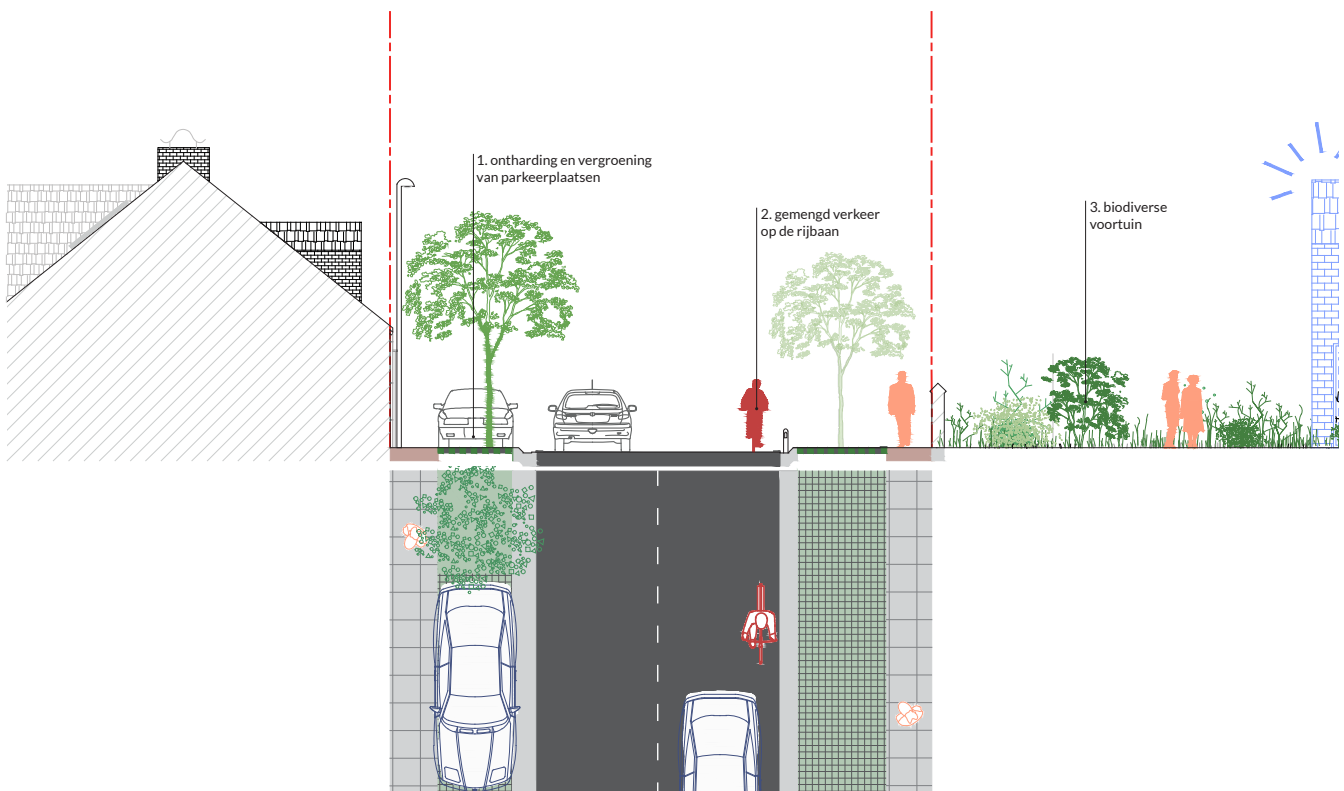 1. ontharding en vergroening
van parkeerplaatsen
2. gemengd verkeer
op de rijbaan
3. biodiverse
voortuin